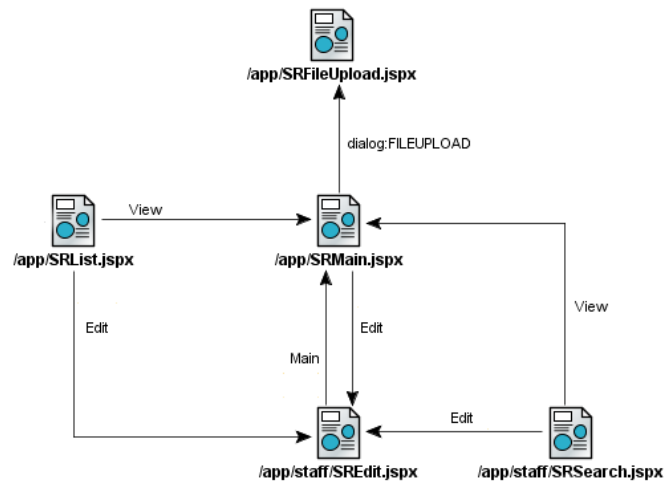 /app/SRFileUpload.jspx
dialog:FILEUPLOAD
View
/app/SRList.jspx
/app/SRMain.jspx
View
Edit
Edit
Main
Edit
/app/staff/SREdit.jspx
/app/staff/SRSearch.jspx